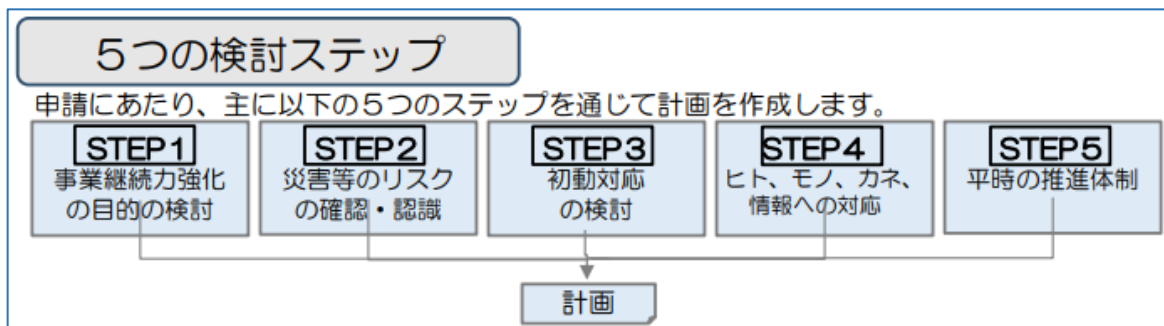 ５つの検討ステップ
申請にあたり、主に以下の５つのステップを通じて計画を作成します。
STEP1
事業継続力強化
の目的の検討
STEP2
災害等のリスク
の確認・認識
STEP3
初動対応
の検討
STEP4
ヒト、モノ、カネ、
情報への対応
STEP5
平時の推進体制
計画